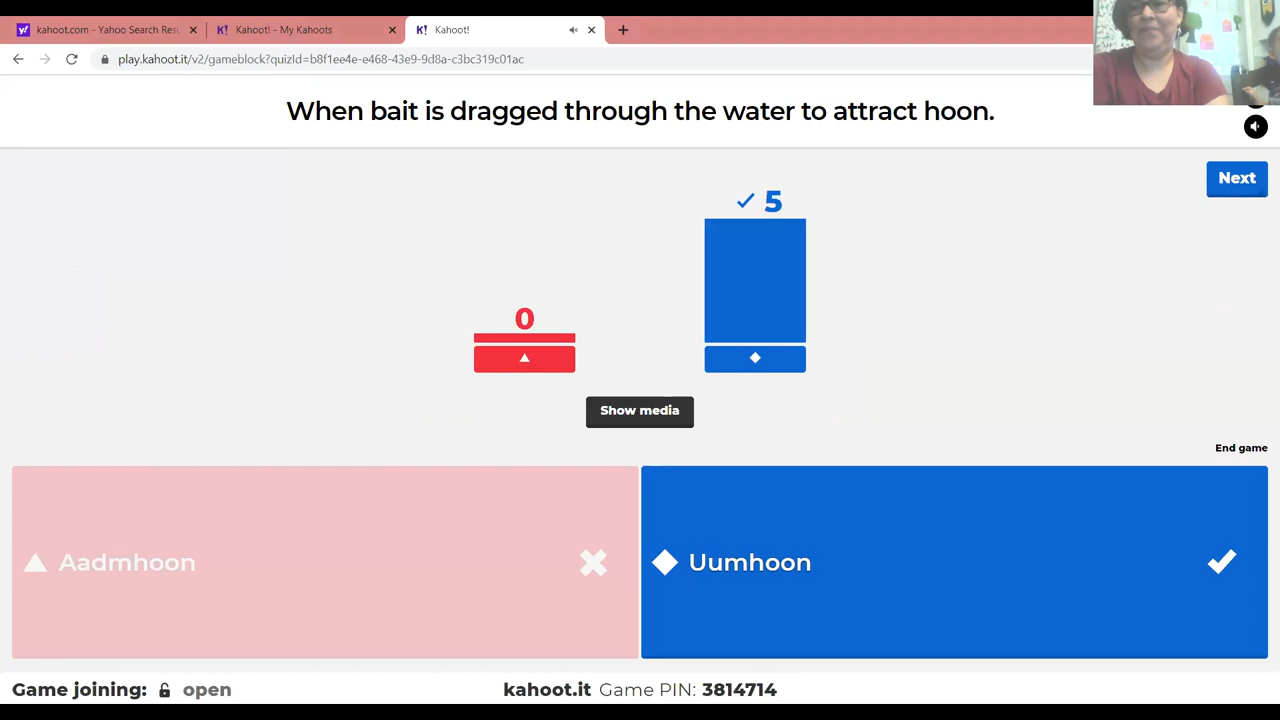 kahoot.com - Yahoo Search Resu
Kahoot! - My Kahoots
Kahoot!
play.kahoot.it/v2/gameblock?quizId=b8f1ee4e-e468-43e9-9d8a-c3bc319c01ac
When bait is dragged through the water to attract hoon.
Next
5
0
Show media
End game
Aadmhoon
Uumhoon
Game joining: open
kahoot.it Game PIN: 3814714